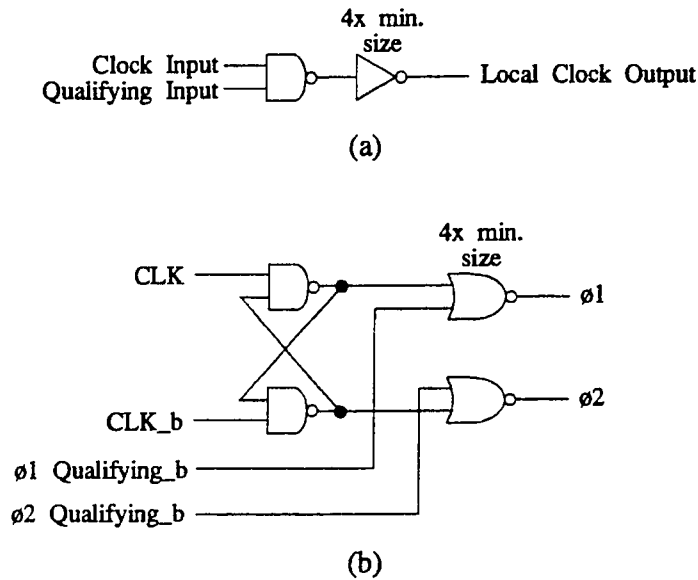 4x min.
size
Clock Input
Qualifying Input
Local Clock Output
(a)
4x min.
size
CLK
ø1
CLK_b
ø2
ø1 Qualifying_b
ø2 Qualifying_b
(b)